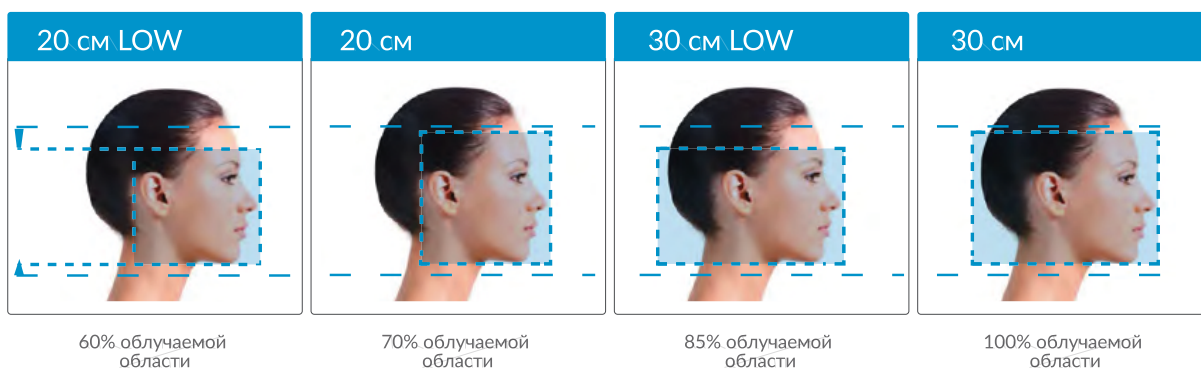 20 см LOW
20 см
30 см LOW
30 см
60% облучаемой
области
70% облучаемой
области
85% облучаемой
области
100% облучаемой
области